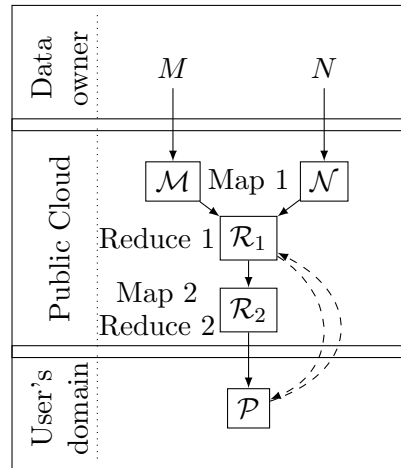 Data
owner
M N
Public Cloud
ℳ Map 1 𝒩
Reduce 1 ℛ₁
Map 2
Reduce 2 ℛ₂
User's
domain
𝒫